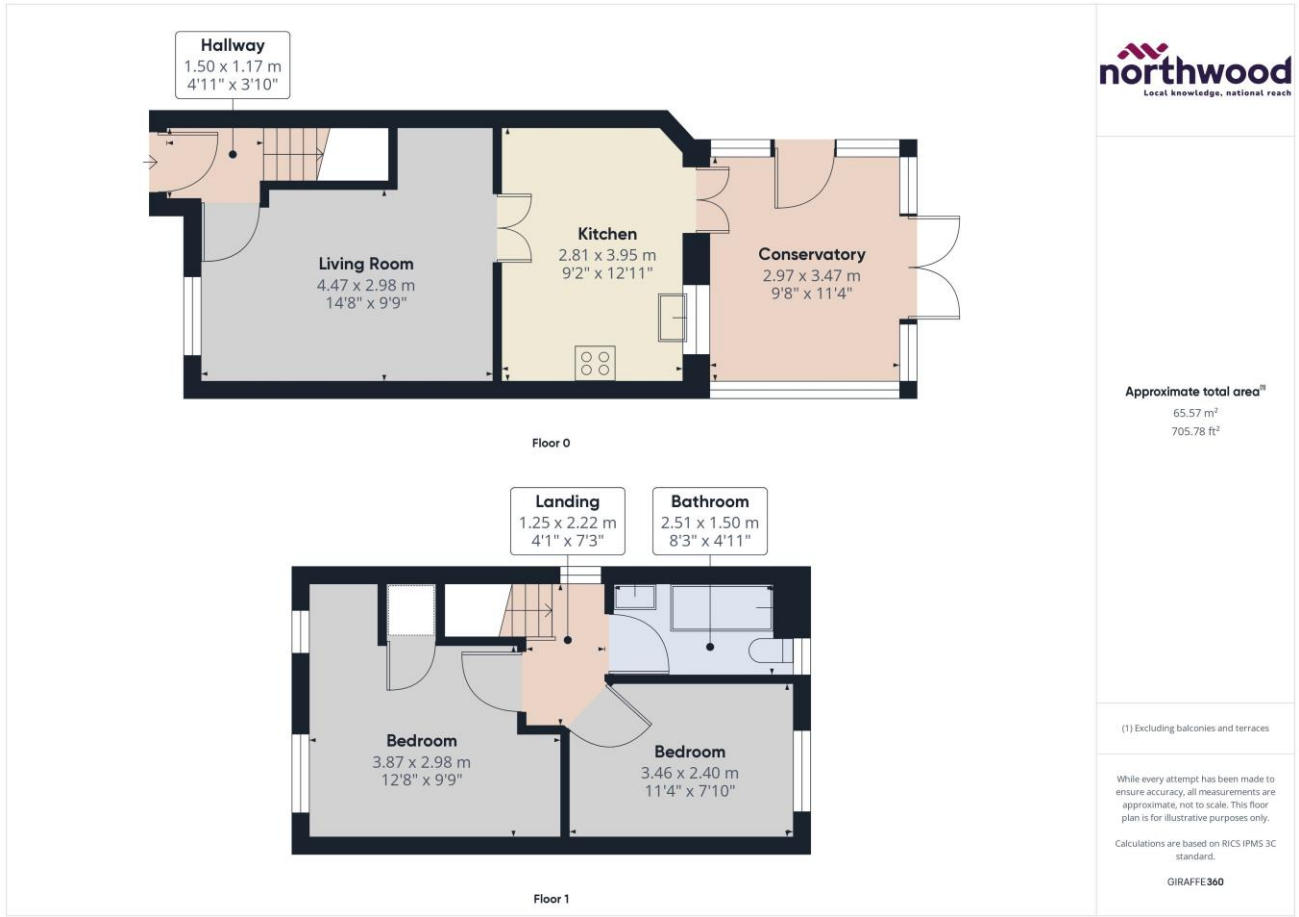 Hallway
1.50 x 1.17 m
4'11" x 3'10"
Living Room
4.47 x 2.98 m
14'8" x 9'9"
Kitchen
2.81 x 3.95 m
9'2" x 12'11"
Conservatory
2.97 x 3.47 m
9'8" x 11'4"
Floor 0
Landing
1.25 x 2.22 m
4'1" x 7'3"
Bathroom
2.51 x 1.50 m
8'3" x 4'11"
Bedroom
3.87 x 2.98 m
12'8" x 9'9"
Bedroom
3.46 x 2.40 m
11'4" x 7'10"
Floor 1
northwood
Local knowledge, national reach
Approximate total area⁽¹⁾
65.57 m²
705.78 ft²
(1) Excluding balconies and terraces
While every attempt has been made to
ensure accuracy, all measurements are
approximate, not to scale. This floor
plan is for illustrative purposes only.
Calculations are based on RICS IPMS 3C
standard.
GIRAFFE360